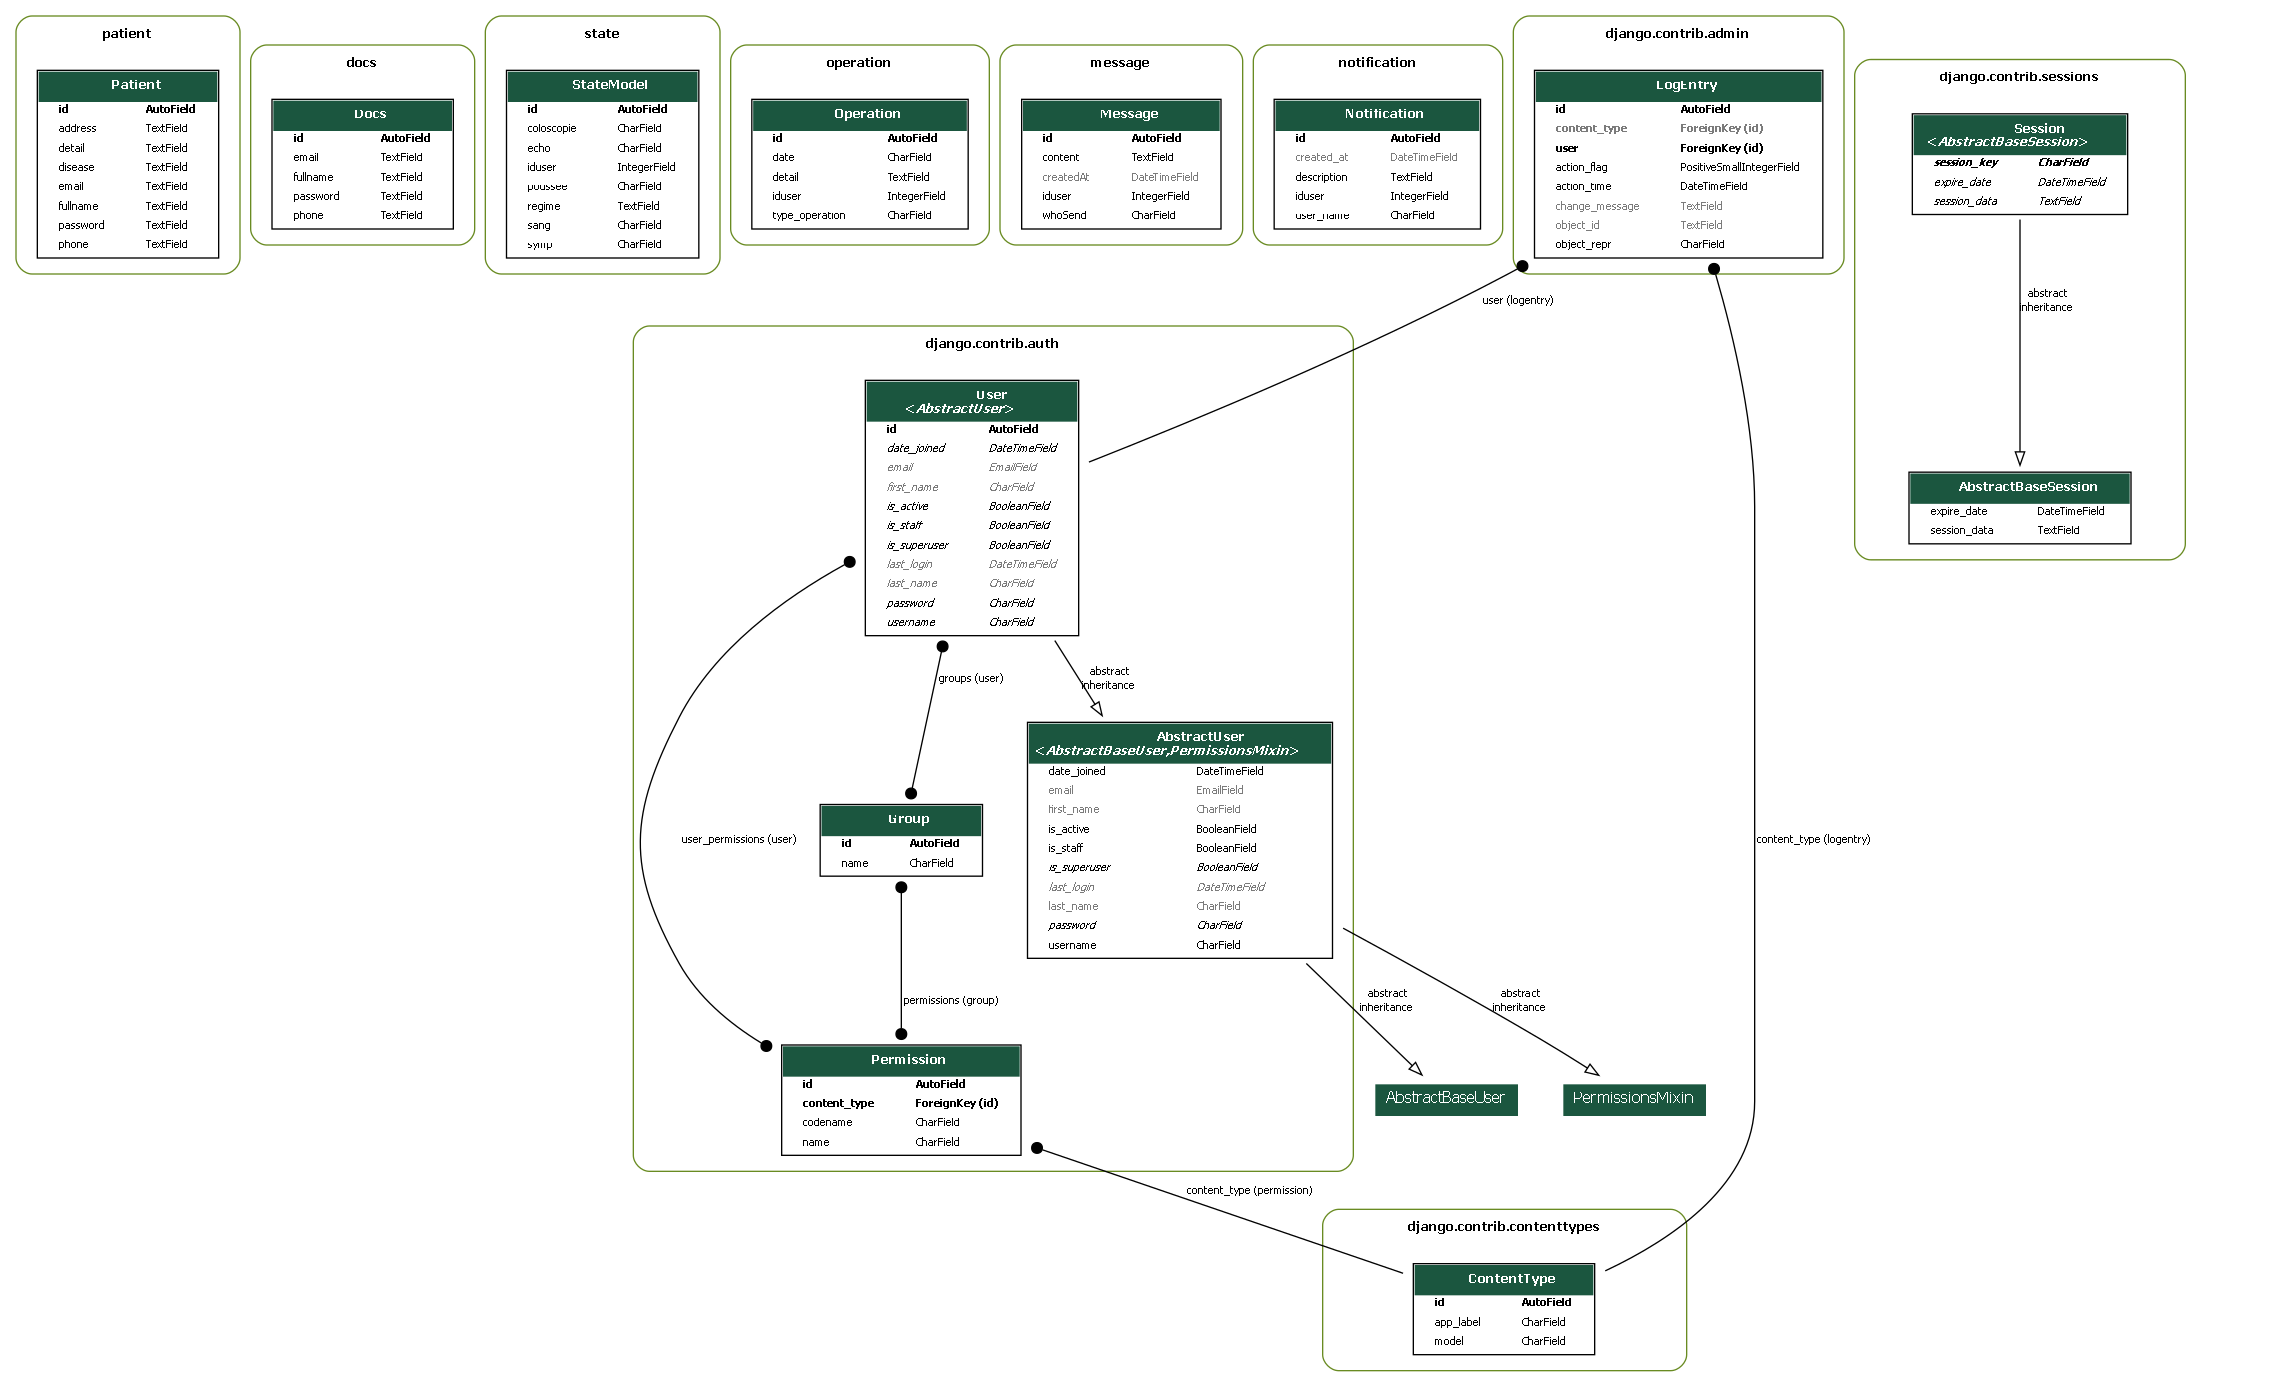 patient
Patient
id AutoField
address TextField
detail TextField
disease TextField
email TextField
fullname TextField
password TextField
phone TextField
docs
Docs
id AutoField
email TextField
fullname TextField
password TextField
phone TextField
state
StateModel
id AutoField
coloscopie CharField
echo CharField
iduser IntegerField
poussee CharField
regime TextField
sang CharField
symp CharField
operation
Operation
id AutoField
date CharField
detail TextField
iduser IntegerField
type_operation CharField
message
Message
id AutoField
content TextField
createdAt DateTimeField
iduser IntegerField
whoSend CharField
notification
Notification
id AutoField
created_at DateTimeField
description TextField
iduser IntegerField
user_name CharField
django.contrib.admin
LogEntry
id AutoField
content_type ForeignKey (id)
user ForeignKey (id)
action_flag PositiveSmallIntegerField
action_time DateTimeField
change_message TextField
object_id TextField
object_repr CharField
django.contrib.sessions
Session
<AbstractBaseSession>
session_key CharField
expire_date DateTimeField
session_data TextField
abstract
inheritance
AbstractBaseSession
expire_date DateTimeField
session_data TextField
user (logentry)
django.contrib.auth
User
<AbstractUser>
id AutoField
date_joined DateTimeField
email EmailField
first_name CharField
is_active BooleanField
is_staff BooleanField
is_superuser BooleanField
last_login DateTimeField
last_name CharField
password CharField
username CharField
groups (user)
abstract
inheritance
AbstractUser
<AbstractBaseUser,PermissionsMixin>
date_joined DateTimeField
email EmailField
first_name CharField
is_active BooleanField
is_staff BooleanField
is_superuser BooleanField
last_login DateTimeField
last_name CharField
password CharField
username CharField
user_permissions (user)
Group
id AutoField
name CharField
content_type (logentry)
permissions (group)
abstract
inheritance
abstract
inheritance
Permission
id AutoField
content_type ForeignKey (id)
codename CharField
name CharField
AbstractBaseUser
PermissionsMixin
content_type (permission)
django.contrib.contenttypes
ContentType
id AutoField
app_label CharField
model CharField